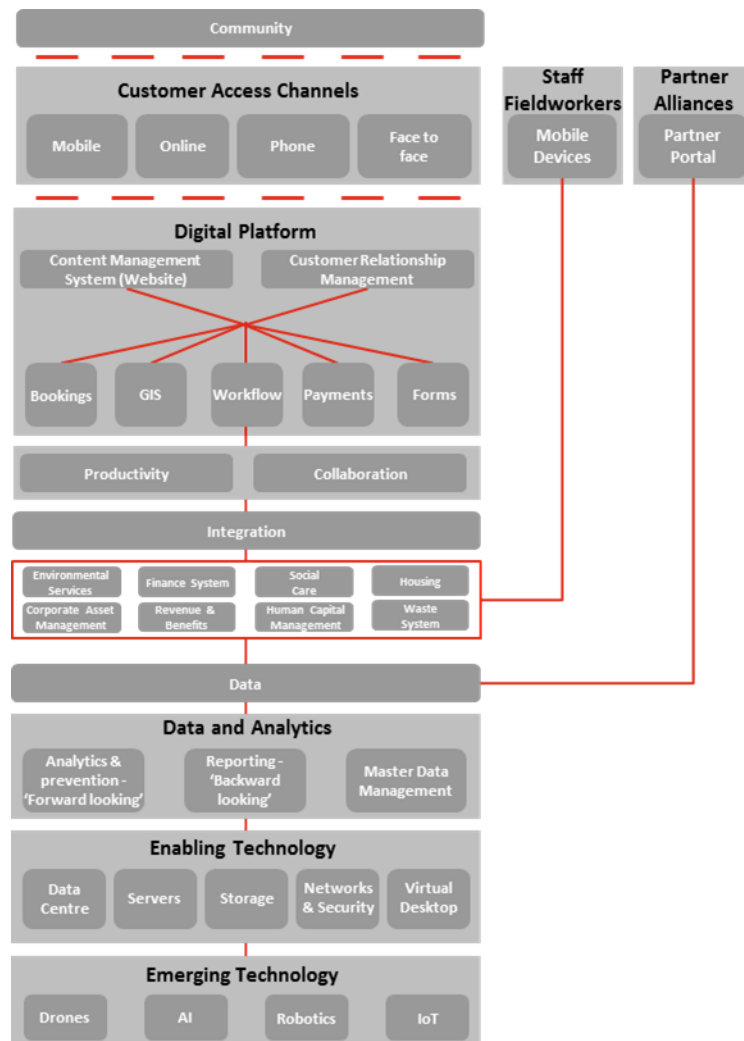 Community
Customer Access Channels
Mobile
Online
Phone
Face to
face
Staff
Fieldworkers
Mobile
Devices
Partner
Alliances
Partner
Portal
Digital Platform
Content Management
System (Website)
Customer Relationship
Management
Bookings
GIS
Workflow
Payments
Forms
Productivity
Collaboration
Integration
Environmental
Services
Finance System
Social
Care
Housing
Corporate Asset
Management
Revenue &
Benefits
Human Capital
Management
Waste
System
Data
Data and Analytics
Analytics &
prevention -
‘Forward looking’
Reporting -
‘Backward
looking’
Master Data
Management
Enabling Technology
Data
Centre
Servers
Storage
Networks
& Security
Virtual
Desktop
Emerging Technology
Drones
AI
Robotics
IoT